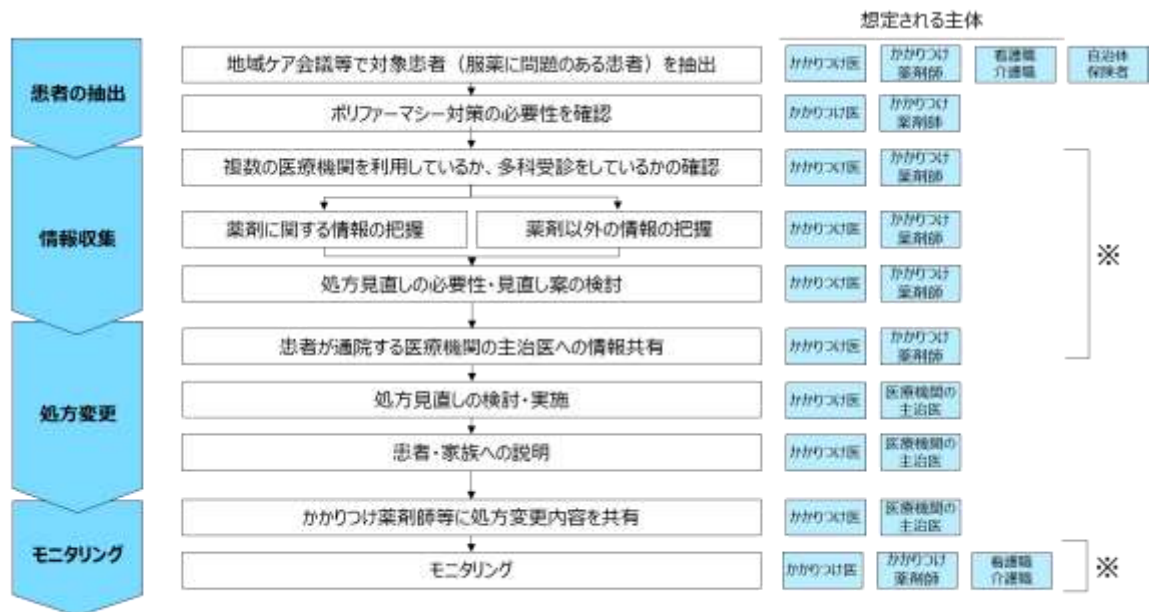 想定される主体
患者の抽出
地域ケア会議等で対象患者（服薬に問題のある患者）を抽出
かかりつけ医
かかりつけ
薬剤師
看護職
介護職
自治体
保険者
ポリファーマシー対策の必要性を確認
かかりつけ医
かかりつけ
薬剤師
情報収集
複数の医療機関を利用しているか、多科受診をしているかの確認
かかりつけ医
かかりつけ
薬剤師
薬剤に関する情報の把握
薬剤以外の情報の把握
かかりつけ医
かかりつけ
薬剤師
※
処方見直しの必要性・見直し案の検討
かかりつけ医
かかりつけ
薬剤師
処方変更
患者が通院する医療機関の主治医への情報共有
かかりつけ医
かかりつけ
薬剤師
処方見直しの検討・実施
かかりつけ医
医療機関の
主治医
患者・家族への説明
かかりつけ医
医療機関の
主治医
モニタリング
かかりつけ薬剤師等に処方変更内容を共有
かかりつけ医
医療機関の
主治医
モニタリング
かかりつけ医
かかりつけ
薬剤師
看護職
介護職
※